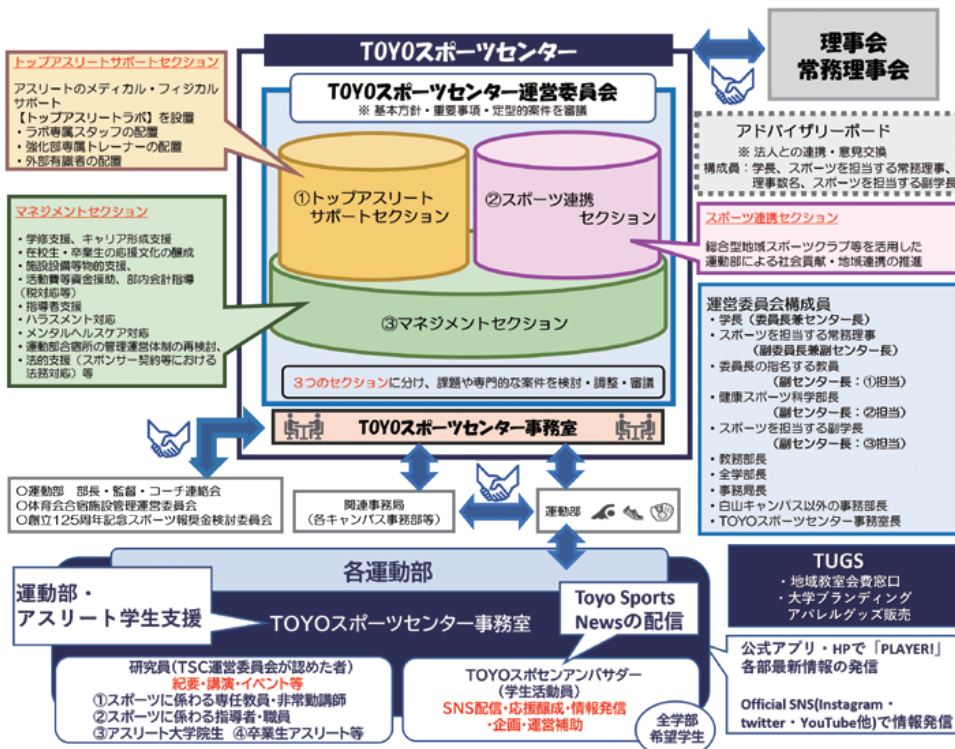 TOYOスポーツセンター
理事会
常務理事会
トップアスリートサポートセクション
アスリートのメディカル・フィジカル
サポート
【トップアスリートラボ】を設置
・ラボ専属スタッフの配置
・強化部専属トレーナーの配置
・外部有識者の配置
TOYOスポーツセンター運営委員会
※ 基本方針・重要事項・定型的案件を審議
①トップアスリート
サポートセクション
②スポーツ連携
セクション
③マネジメントセクション
3つのセクションに分け、課題や専門的な案件を検討・調整・審議
アドバイザリーボード
※ 法人との連携・意見交換
構成員：学長、スポーツを担当する常務理事、
理事数名、スポーツを担当する副学長
マネジメントセクション
・学修支援、キャリア形成支援
・在校生・卒業生の応援文化の醸成
・施設設備等物的支援、
・活動費等資金援助、部内会計指導
（税対応等）
・指導者支援
・ハラスメント対応
・メンタルヘルスケア対応
・運動部合宿所の管理運営体制の再検討、
・法的支援（スポンサー契約等における
法務対応）等
スポーツ連携セクション
総合型地域スポーツクラブ等を活用した
運動部による社会貢献・地域連携の推進
運営委員会構成員
・学長（委員長兼センター長）
・スポーツを担当する常務理事
（副委員長兼副センター長）
・委員長の指名する教員
（副センター長：①担当）
・健康スポーツ科学部長
（副センター長：②担当）
・スポーツを担当する副学長
（副センター長：③担当）
・教務部長
・全学部長
・事務局長
・白山キャンパス以外の事務部長
・TOYOスポーツセンター事務室長
TOYOスポーツセンター事務室
○運動部　部長・監督・コーチ連絡会
○体育会合宿施設管理運営委員会
○創立125周年記念スポーツ報奨金検討委員会
関連事務局
（各キャンパス事務部等）
運動部
各運動部
運動部・
アスリート学生支援
TOYOスポーツセンター事務室
Toyo Sports
Newsの配信
研究員(TSC運営委員会が認めた者)
紀要・講演・イベント等
①スポーツに係わる専任教員・非常勤講師
②スポーツに係わる指導者・職員
③アスリート大学院生 ④卒業生アスリート等
TOYOスポセンアンバサダー
(学生活動員)
SNS配信・応援醸成・情報発信
・企画・運営補助
全学部
希望学生
TUGS
・地域教室会費窓口
・大学ブランディング
アパレルグッズ販売
公式アプリ・HPで「PLAYER!」
各部最新情報の発信
Official SNS(Instagram・
twitter・YouTube他)で情報発信